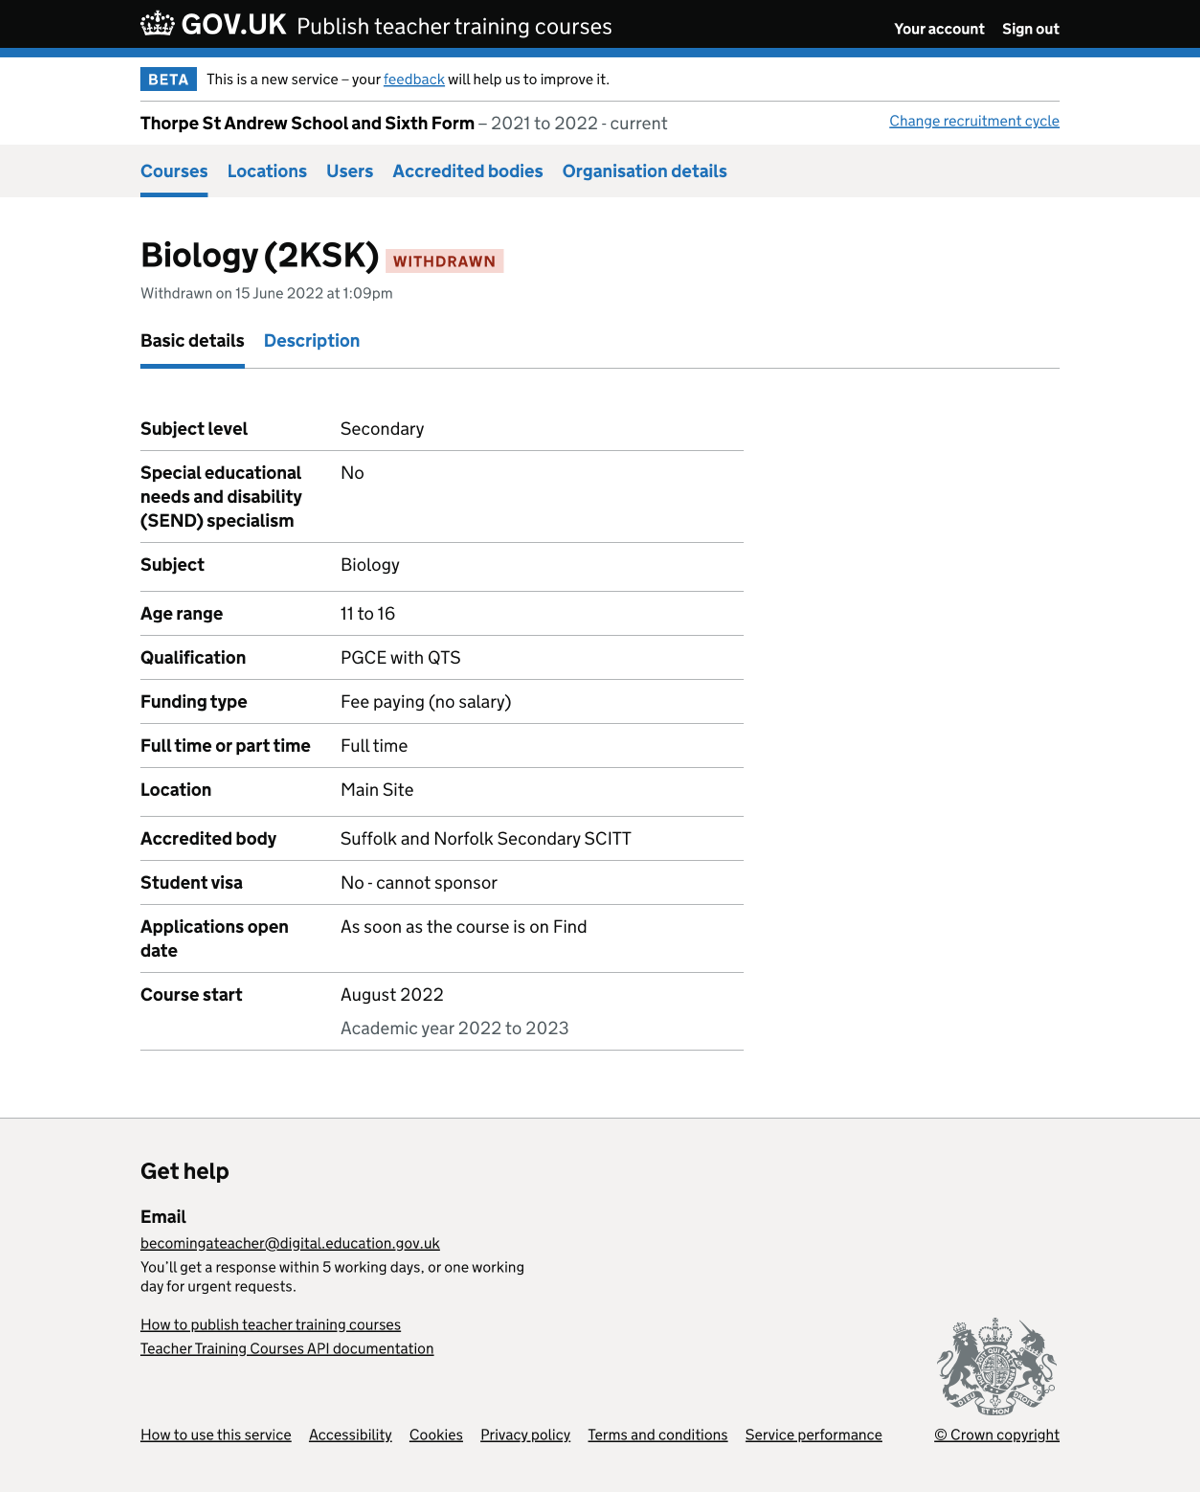 GOV.UK Publish teacher training courses
Your account Sign out
BETA This is a new service – your feedback will help us to improve it.
Thorpe St Andrew School and Sixth Form – 2021 to 2022 - current
Change recruitment cycle
Courses Locations Users Accredited bodies Organisation details
Biology (2KSK) WITHDRAWN
Withdrawn on 15 June 2022 at 1:09pm
Basic details Description
Subject level Secondary
Special educational No
needs and disability
(SEND) specialism
Subject Biology
Age range 11 to 16
Qualification PGCE with QTS
Funding type Fee paying (no salary)
Full time or part time Full time
Location Main Site
Accredited body Suffolk and Norfolk Secondary SCITT
Student visa No - cannot sponsor
Applications open As soon as the course is on Find
date
Course start August 2022
Academic year 2022 to 2023
Get help
Email
becomingateacher@digital.education.gov.uk
You’ll get a response within 5 working days, or one working
day for urgent requests.
How to publish teacher training courses
Teacher Training Courses API documentation
DIEU ET MON DROIT
How to use this service Accessibility Cookies Privacy policy Terms and conditions Service performance © Crown copyright